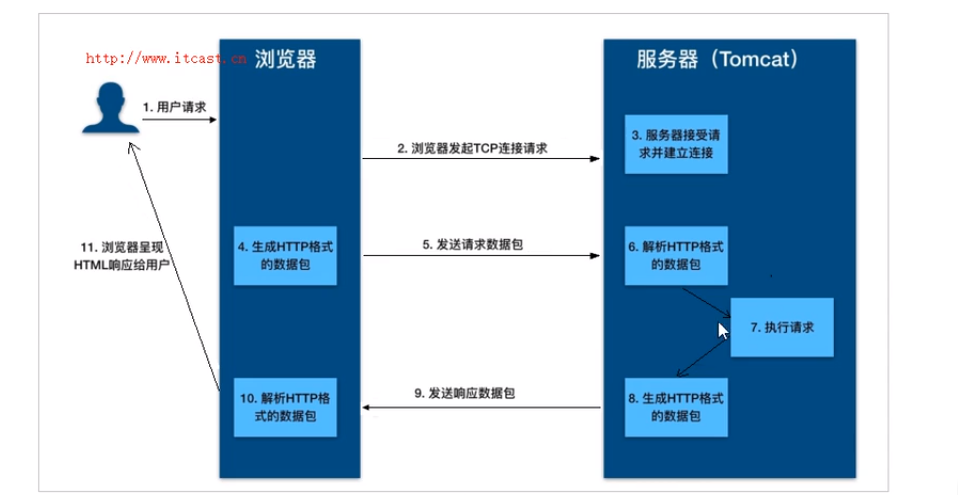 http://www.itcast.cn
浏览器
服务器（Tomcat）
1. 用户请求
2. 浏览器发起TCP连接请求
3. 服务器接受请
求并建立连接
4. 生成HTTP格式
的数据包
5. 发送请求数据包
6. 解析HTTP格式
的数据包
7. 执行请求
8. 生成HTTP格式
的数据包
9. 发送响应数据包
10. 解析HTTP格
式的数据包
11. 浏览器呈现
HTML响应给用户